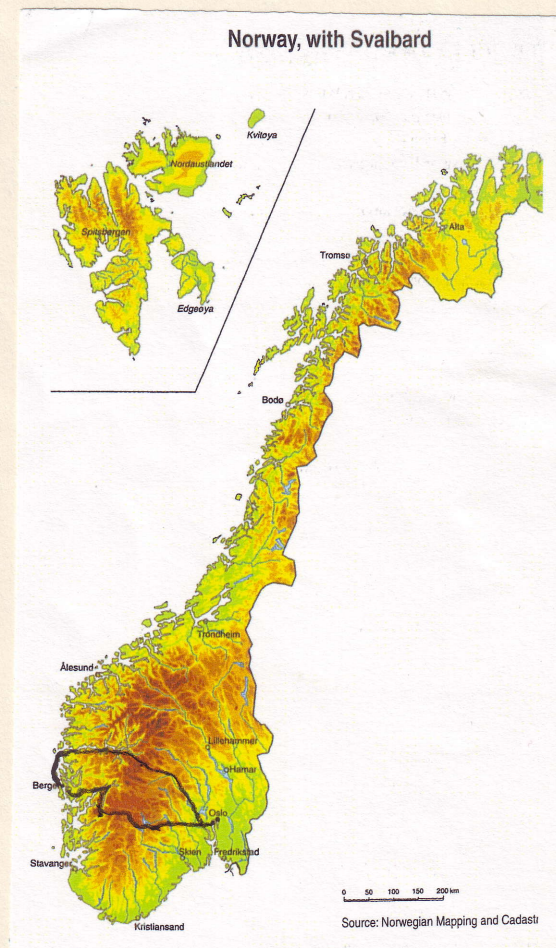 Norway, with Svalbard
Kvitøya
Nordaustlandet
Spitsbergen
Edgeøya
Alta
Tromsø
Bodø
Trondheim
Ålesund
Lillehammer
Hamar
Bergen
Oslo
Skien
Fredrikstad
Stavanger
Kristiansand
0 50 100 150 200 km
Source: Norwegian Mapping and Cadastr